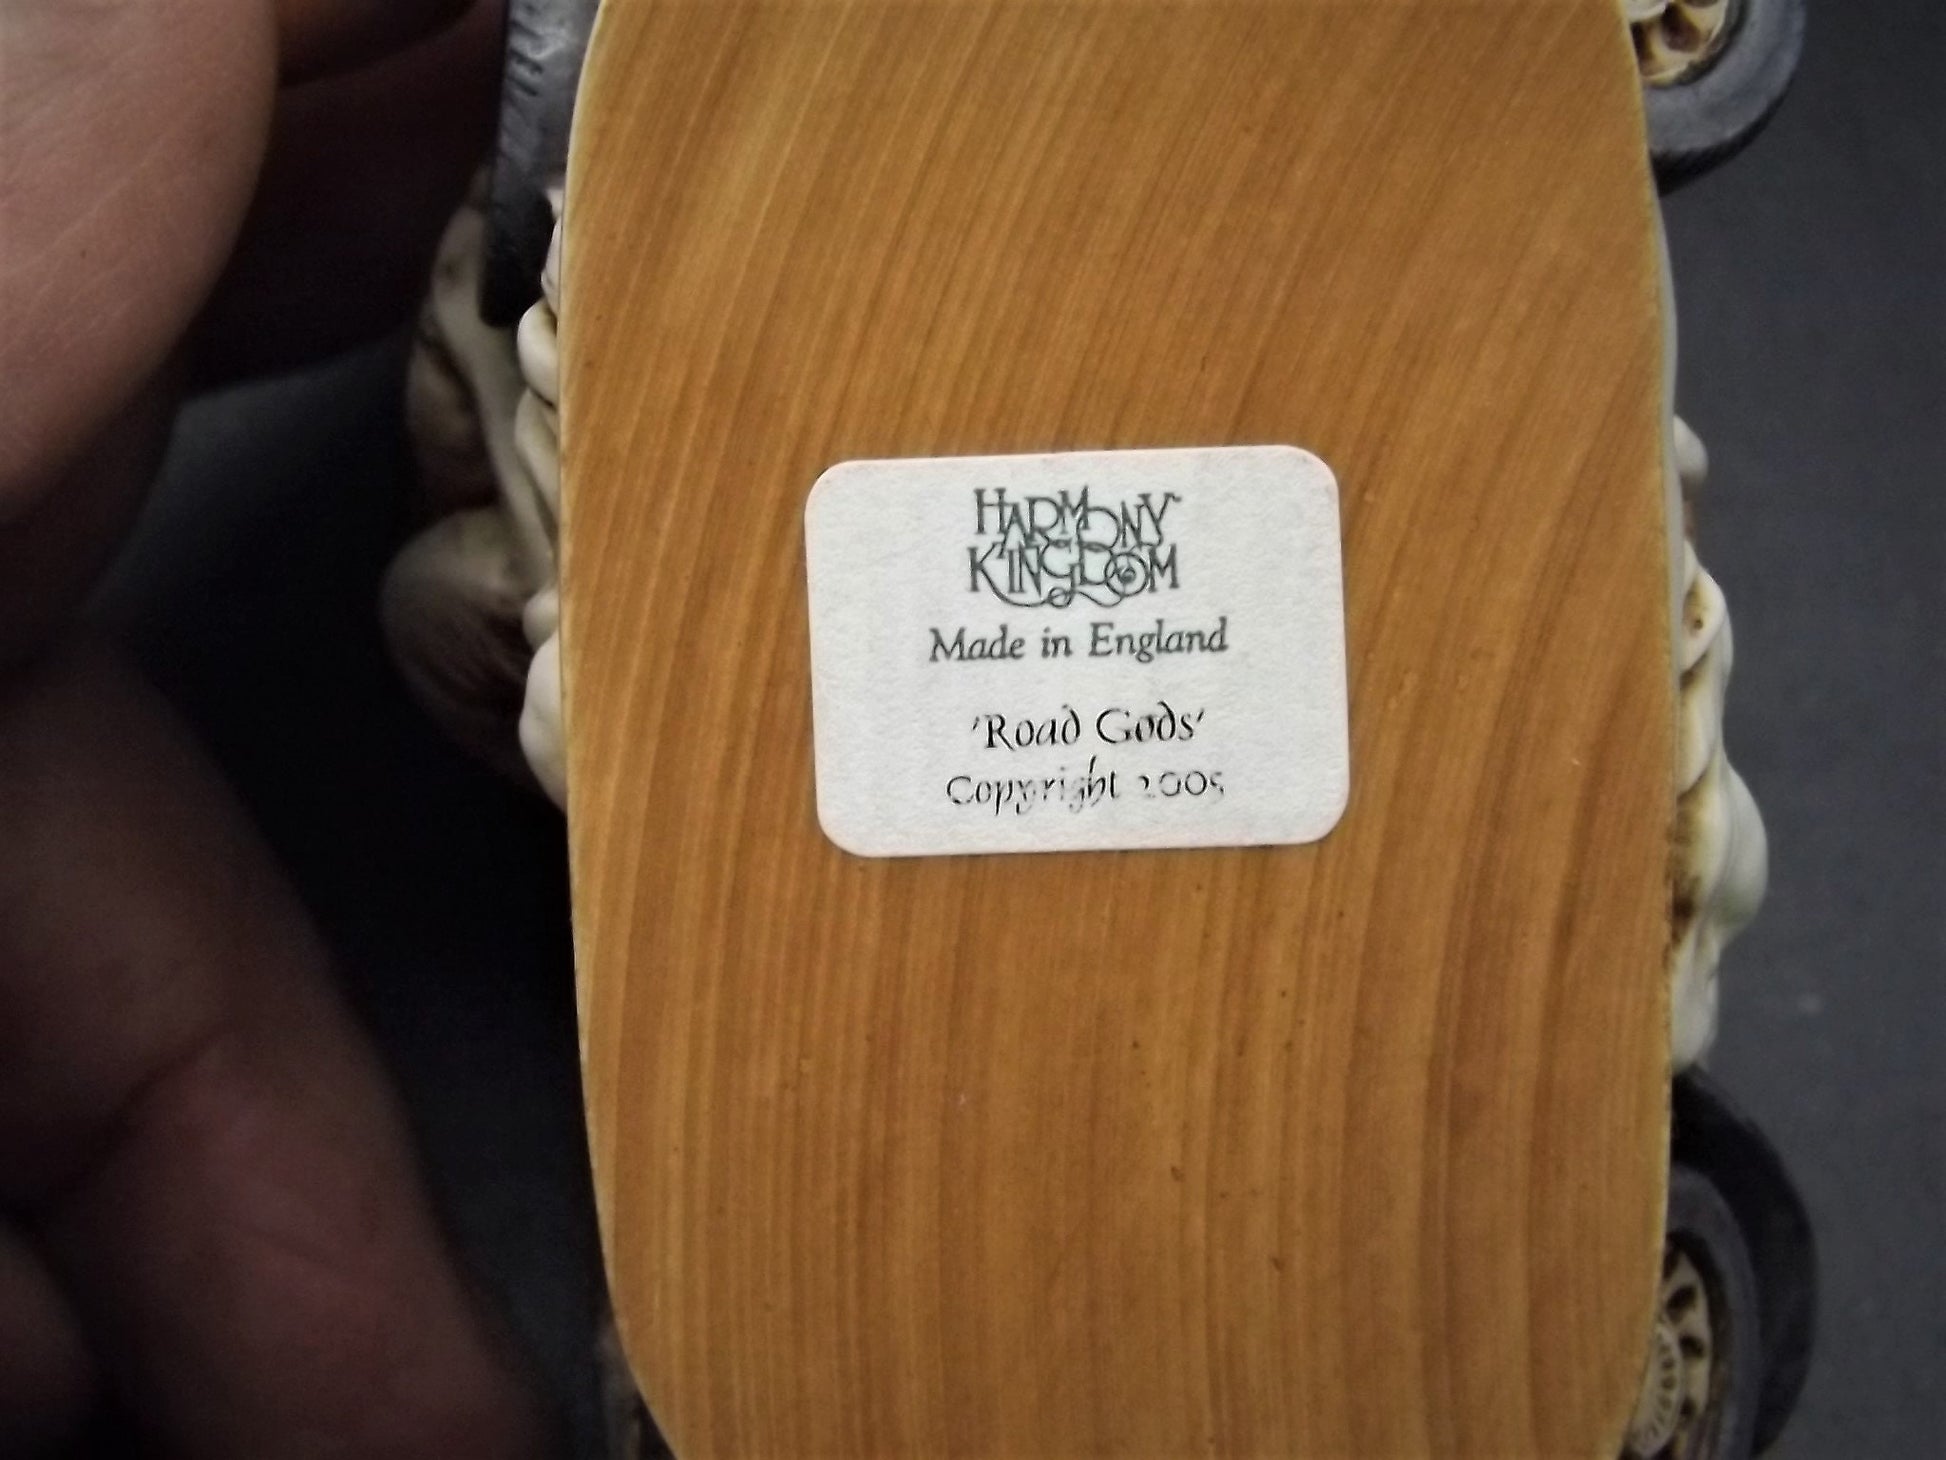 HARMONY
KINGDOM
Made in England
'Road Gods'
Copyright 2005